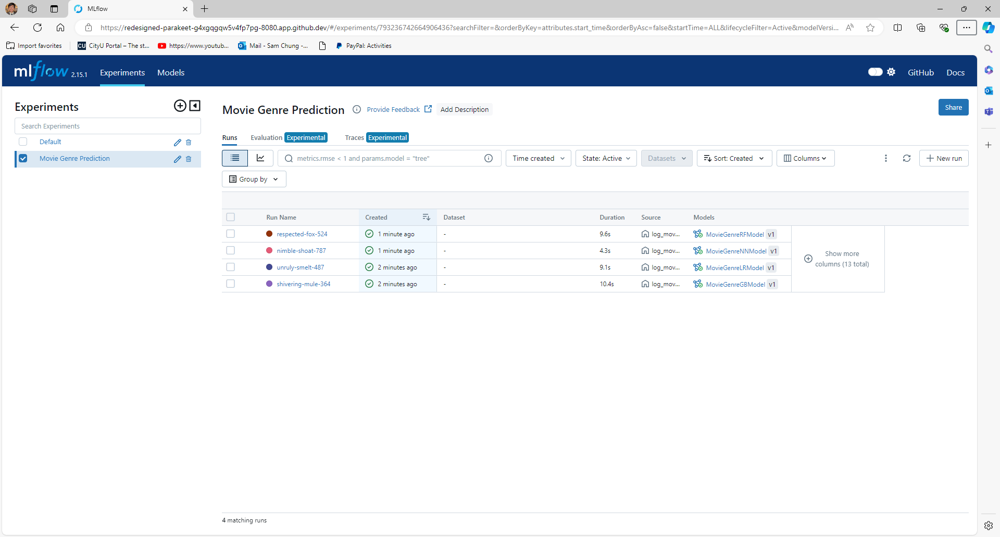 MLflow
https://redesigned-parakeet-g4xgqgqw5v4fp7pg-8080.app.github.dev/#/experiments/793236742664906436?searchFilter=&orderByKey=attributes.start_time&orderByAsc=false&startTime=ALL&lifecycleFilter=Active&modelVersi...
Import favorites
CityU Portal – The st...
https://www.youtub...
Mail - Sam Chung -...
PayPal: Activities
mlflow 2.15.1
Experiments
Models
GitHub
Docs
Experiments
Search Experiments
Default
Movie Genre Prediction
Movie Genre Prediction
Provide Feedback
Add Description
Share
Runs
Evaluation Experimental
Traces Experimental
metrics.rmse < 1 and params.model = "tree"
Time created
State: Active
Datasets
Sort: Created
Columns
New run
Group by
Run Name Created Dataset Duration Source Models
respected-fox-524 1 minute ago - 9.6s log_mov... MovieGenreRFModel v1
nimble-shoat-787 1 minute ago - 4.3s log_mov... MovieGenreNNModel v1
unruly-smelt-487 2 minutes ago - 9.1s log_mov... MovieGenreLRModel v1
shivering-mule-364 2 minutes ago - 10.4s log_mov... MovieGenreGBModel v1
Show more
columns (13 total)
4 matching runs